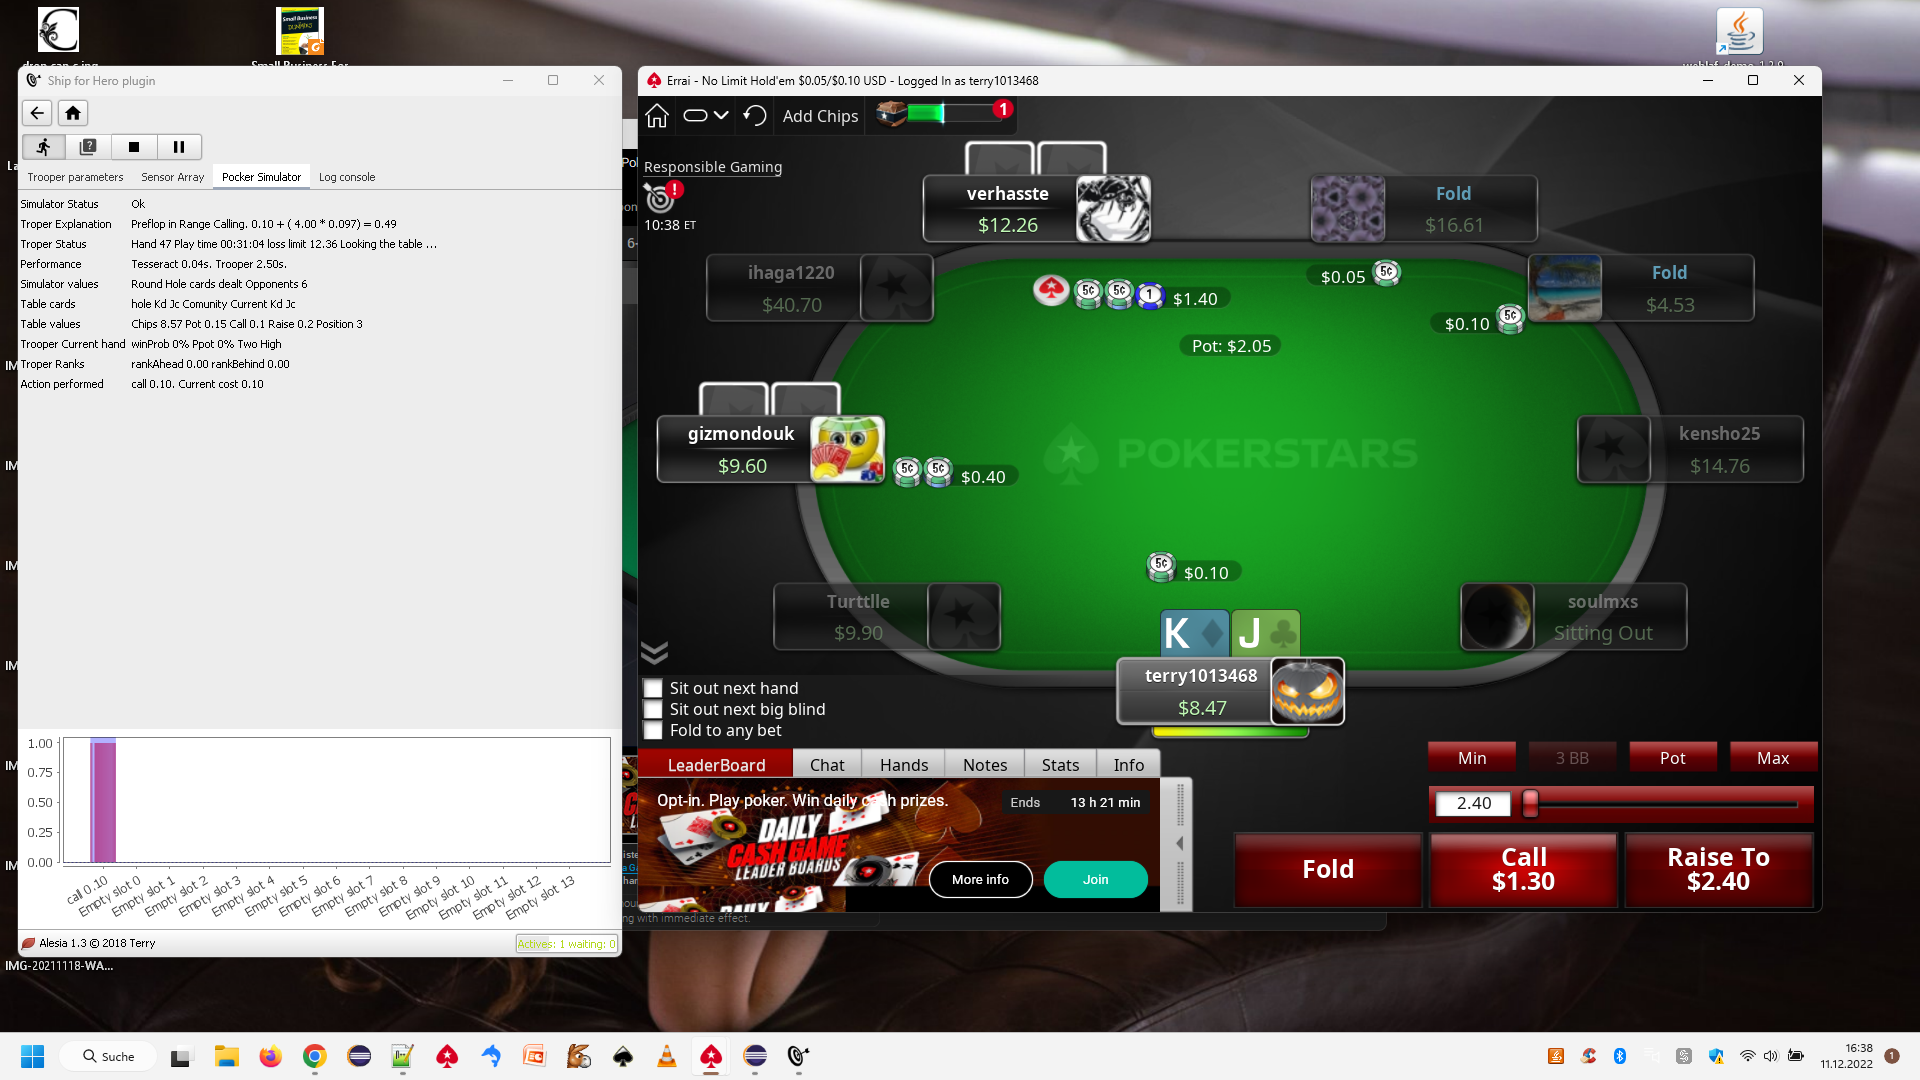 Ship for Hero plugin
Trooper parameters
Sensor Array
Pocker Simulator
Log console
Simulator Status Ok
Troper Explanation Preflop in Range Calling. 0.10 + ( 4.00 * 0.097) = 0.49
Troper Status Hand 47 Play time 00:31:04 loss limit 12.36 Looking the table ...
Performance Tesseract 0.04s. Trooper 2.50s.
Simulator values Round Hole cards dealt Opponents 6
Table cards hole Kd Jc Comunity Current Kd Jc
Table values Chips 8.57 Pot 0.15 Call 0.1 Raise 0.2 Position 3
Trooper Current hand winProb 0% Ppot 0% Two High
Troper Ranks rankAhead 0.00 rankBehind 0.00
Action performed call 0.10. Current cost 0.10
1.00
0.75
0.50
0.25
0.00
call 0.10
Empty slot 0
Empty slot 1
Empty slot 2
Empty slot 3
Empty slot 4
Empty slot 5
Empty slot 6
Empty slot 7
Empty slot 8
Empty slot 9
Empty slot 10
Empty slot 11
Empty slot 12
Empty slot 13
Alesia 1.3 © 2018 Terry
Actives: 1 waiting: 0
IMG-20211118-WA...
Errai - No Limit Hold'em $0.05/$0.10 USD - Logged In as terry1013468
Add Chips
1
Responsible Gaming
10:38 ET
verhasste
$12.26
Fold
$16.61
ihaga1220
$40.70
Fold
$4.53
$1.40
$0.05
$0.10
Pot: $2.05
gizmondouk
$9.60
$0.40
POKERSTARS
kensho25
$14.76
$0.10
Turttlle
$9.90
K J
soulmxs
Sitting Out
terry1013468
$8.47
Sit out next hand
Sit out next big blind
Fold to any bet
LeaderBoard
Chat
Hands
Notes
Stats
Info
Opt-in. Play poker. Win daily cash prizes.
Ends 13 h 21 min
DAILY
CASH GAME
LEADER BOARDS
More info
Join
ng with immediate effect.
Min
3 BB
Pot
Max
2.40
Fold
Call
$1.30
Raise To
$2.40
Suche
16:38
11.12.2022
1